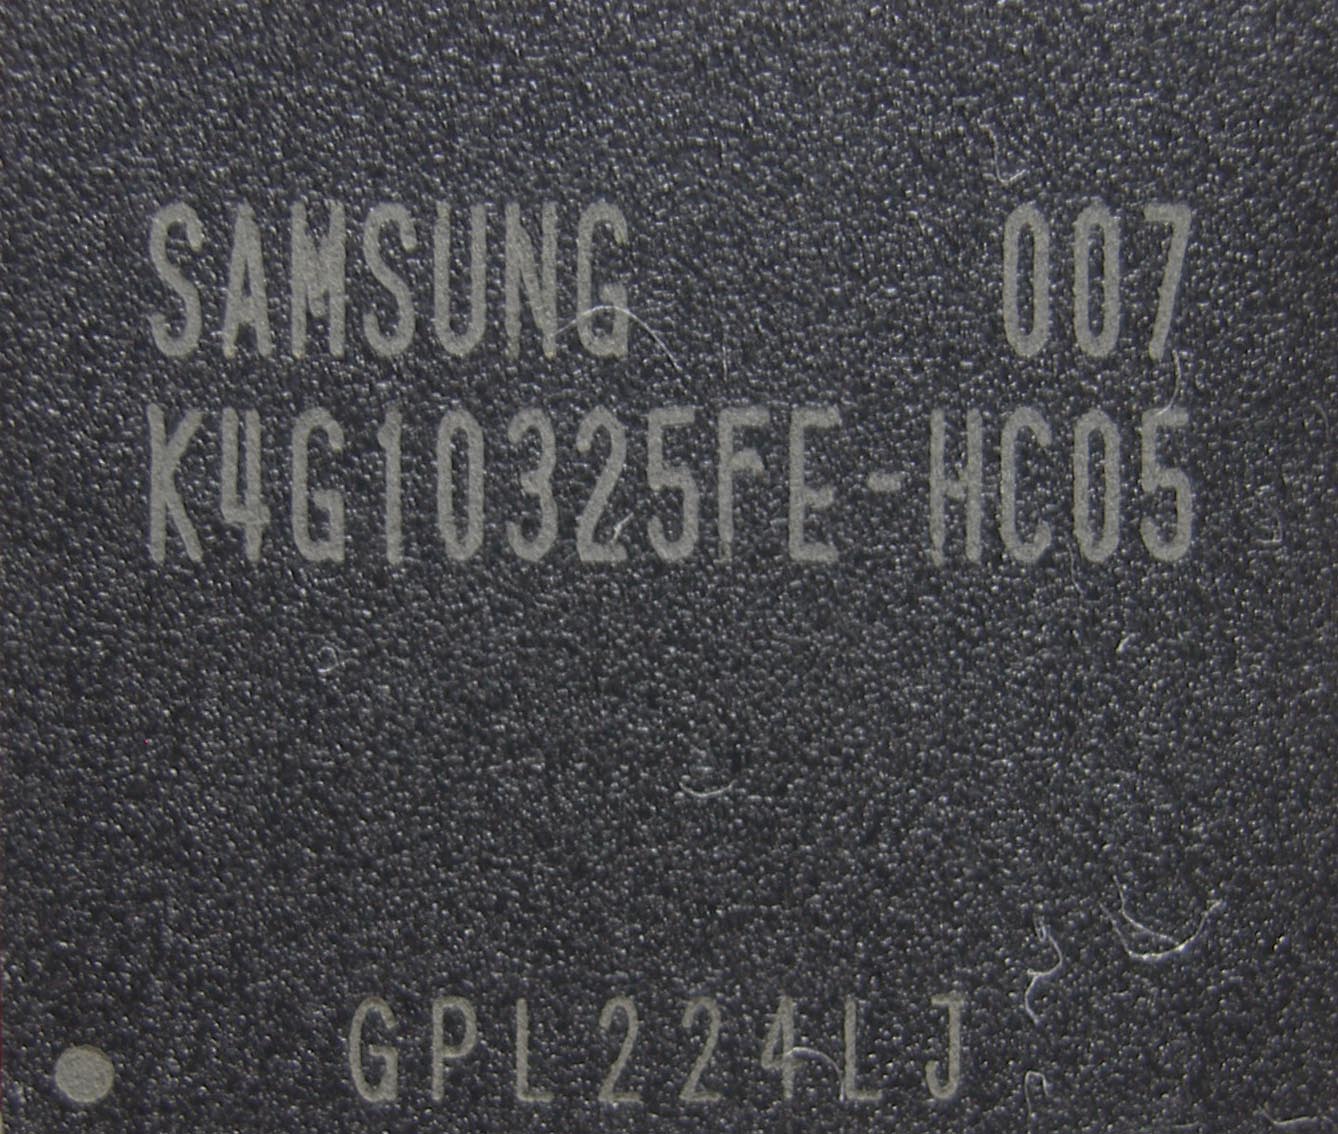 SAMSUNG 007
K4G10325FE-HC05
GPL224LJ